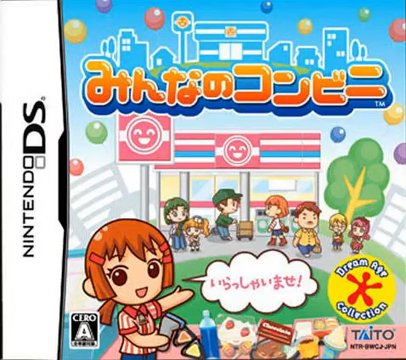 NINTENDO DS
みんなのコンビニ
TM
いらっしゃいませ!
Dream Age
Collection
CERO
A
Chocolate
TAITO
NTR-BWCJ-JPN